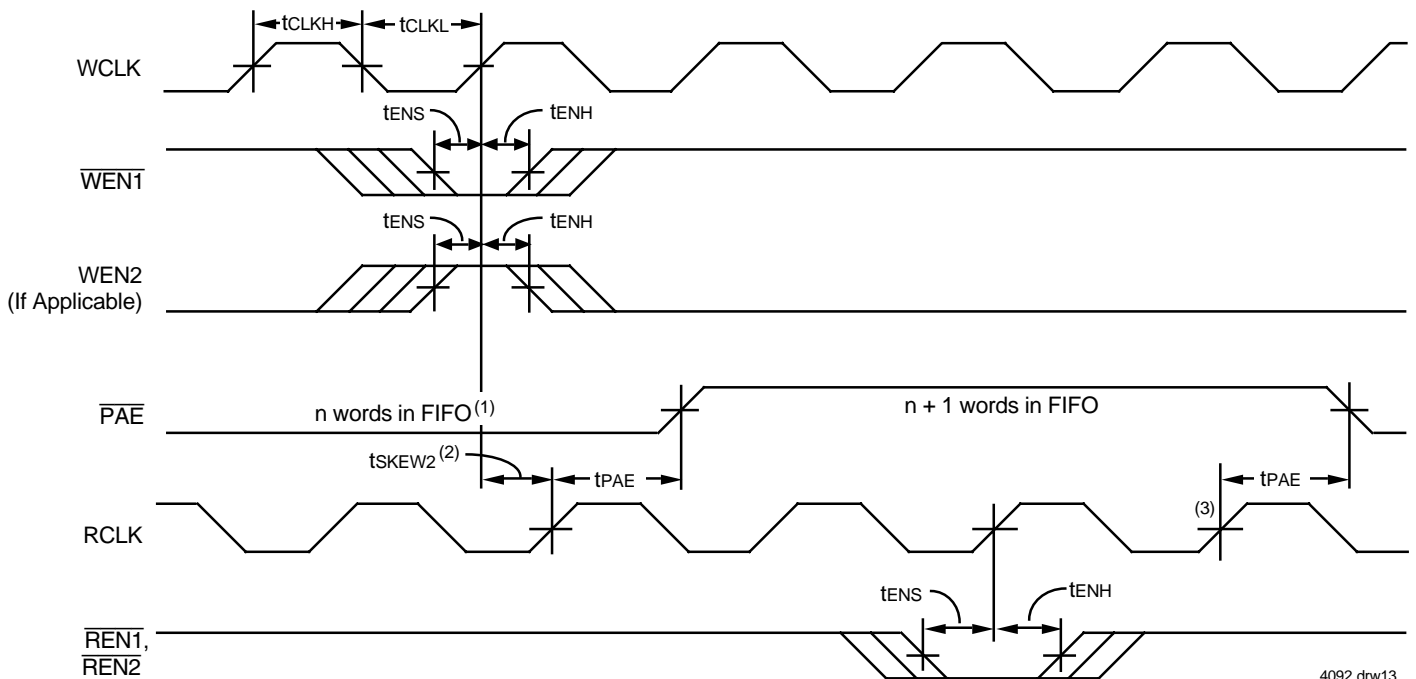 tCLKH
tCLKL
WCLK
tENS
tENH
WEN1
tENS
tENH
WEN2
(If Applicable)
PAE
n words in FIFO (1)
n + 1 words in FIFO
tSKEW2 (2)
tPAE
tPAE
RCLK
(3)
tENS
tENH
REN1,
REN2
4092 drw13